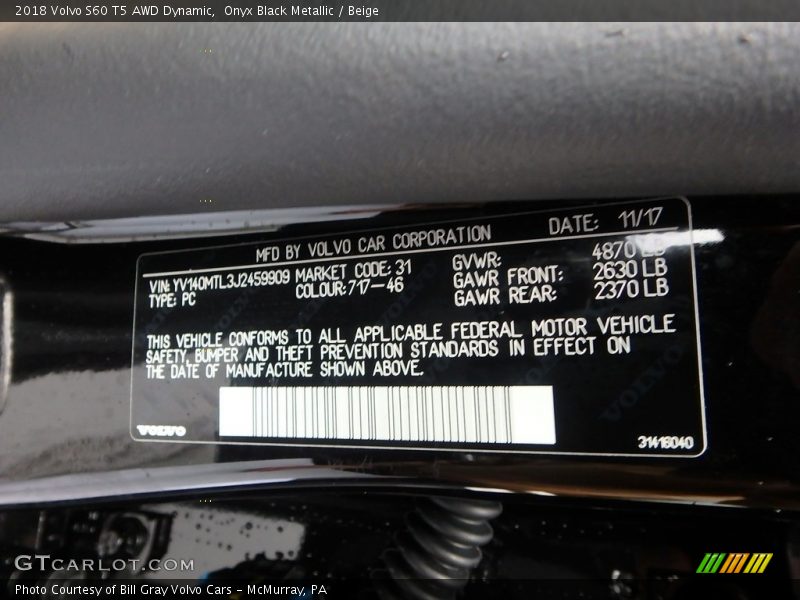 2018 Volvo S60 T5 AWD Dynamic,  Onyx Black Metallic / Beige
MFD BY VOLVO CAR CORPORATION DATE: 11/17
VIN: YV140MTL3J2459909 MARKET CODE: 31 GVWR: 4870 LB
TYPE: PC COLOUR: 717-46 GAWR FRONT: 2630 LB
GAWR REAR: 2370 LB
THIS VEHICLE CONFORMS TO ALL APPLICABLE FEDERAL MOTOR VEHICLE
SAFETY, BUMPER AND THEFT PREVENTION STANDARDS IN EFFECT ON
THE DATE OF MANUFACTURE SHOWN ABOVE.
VOLVO 31418040
GTCARLOT.COM
Photo Courtesy of Bill Gray Volvo Cars - McMurray, PA